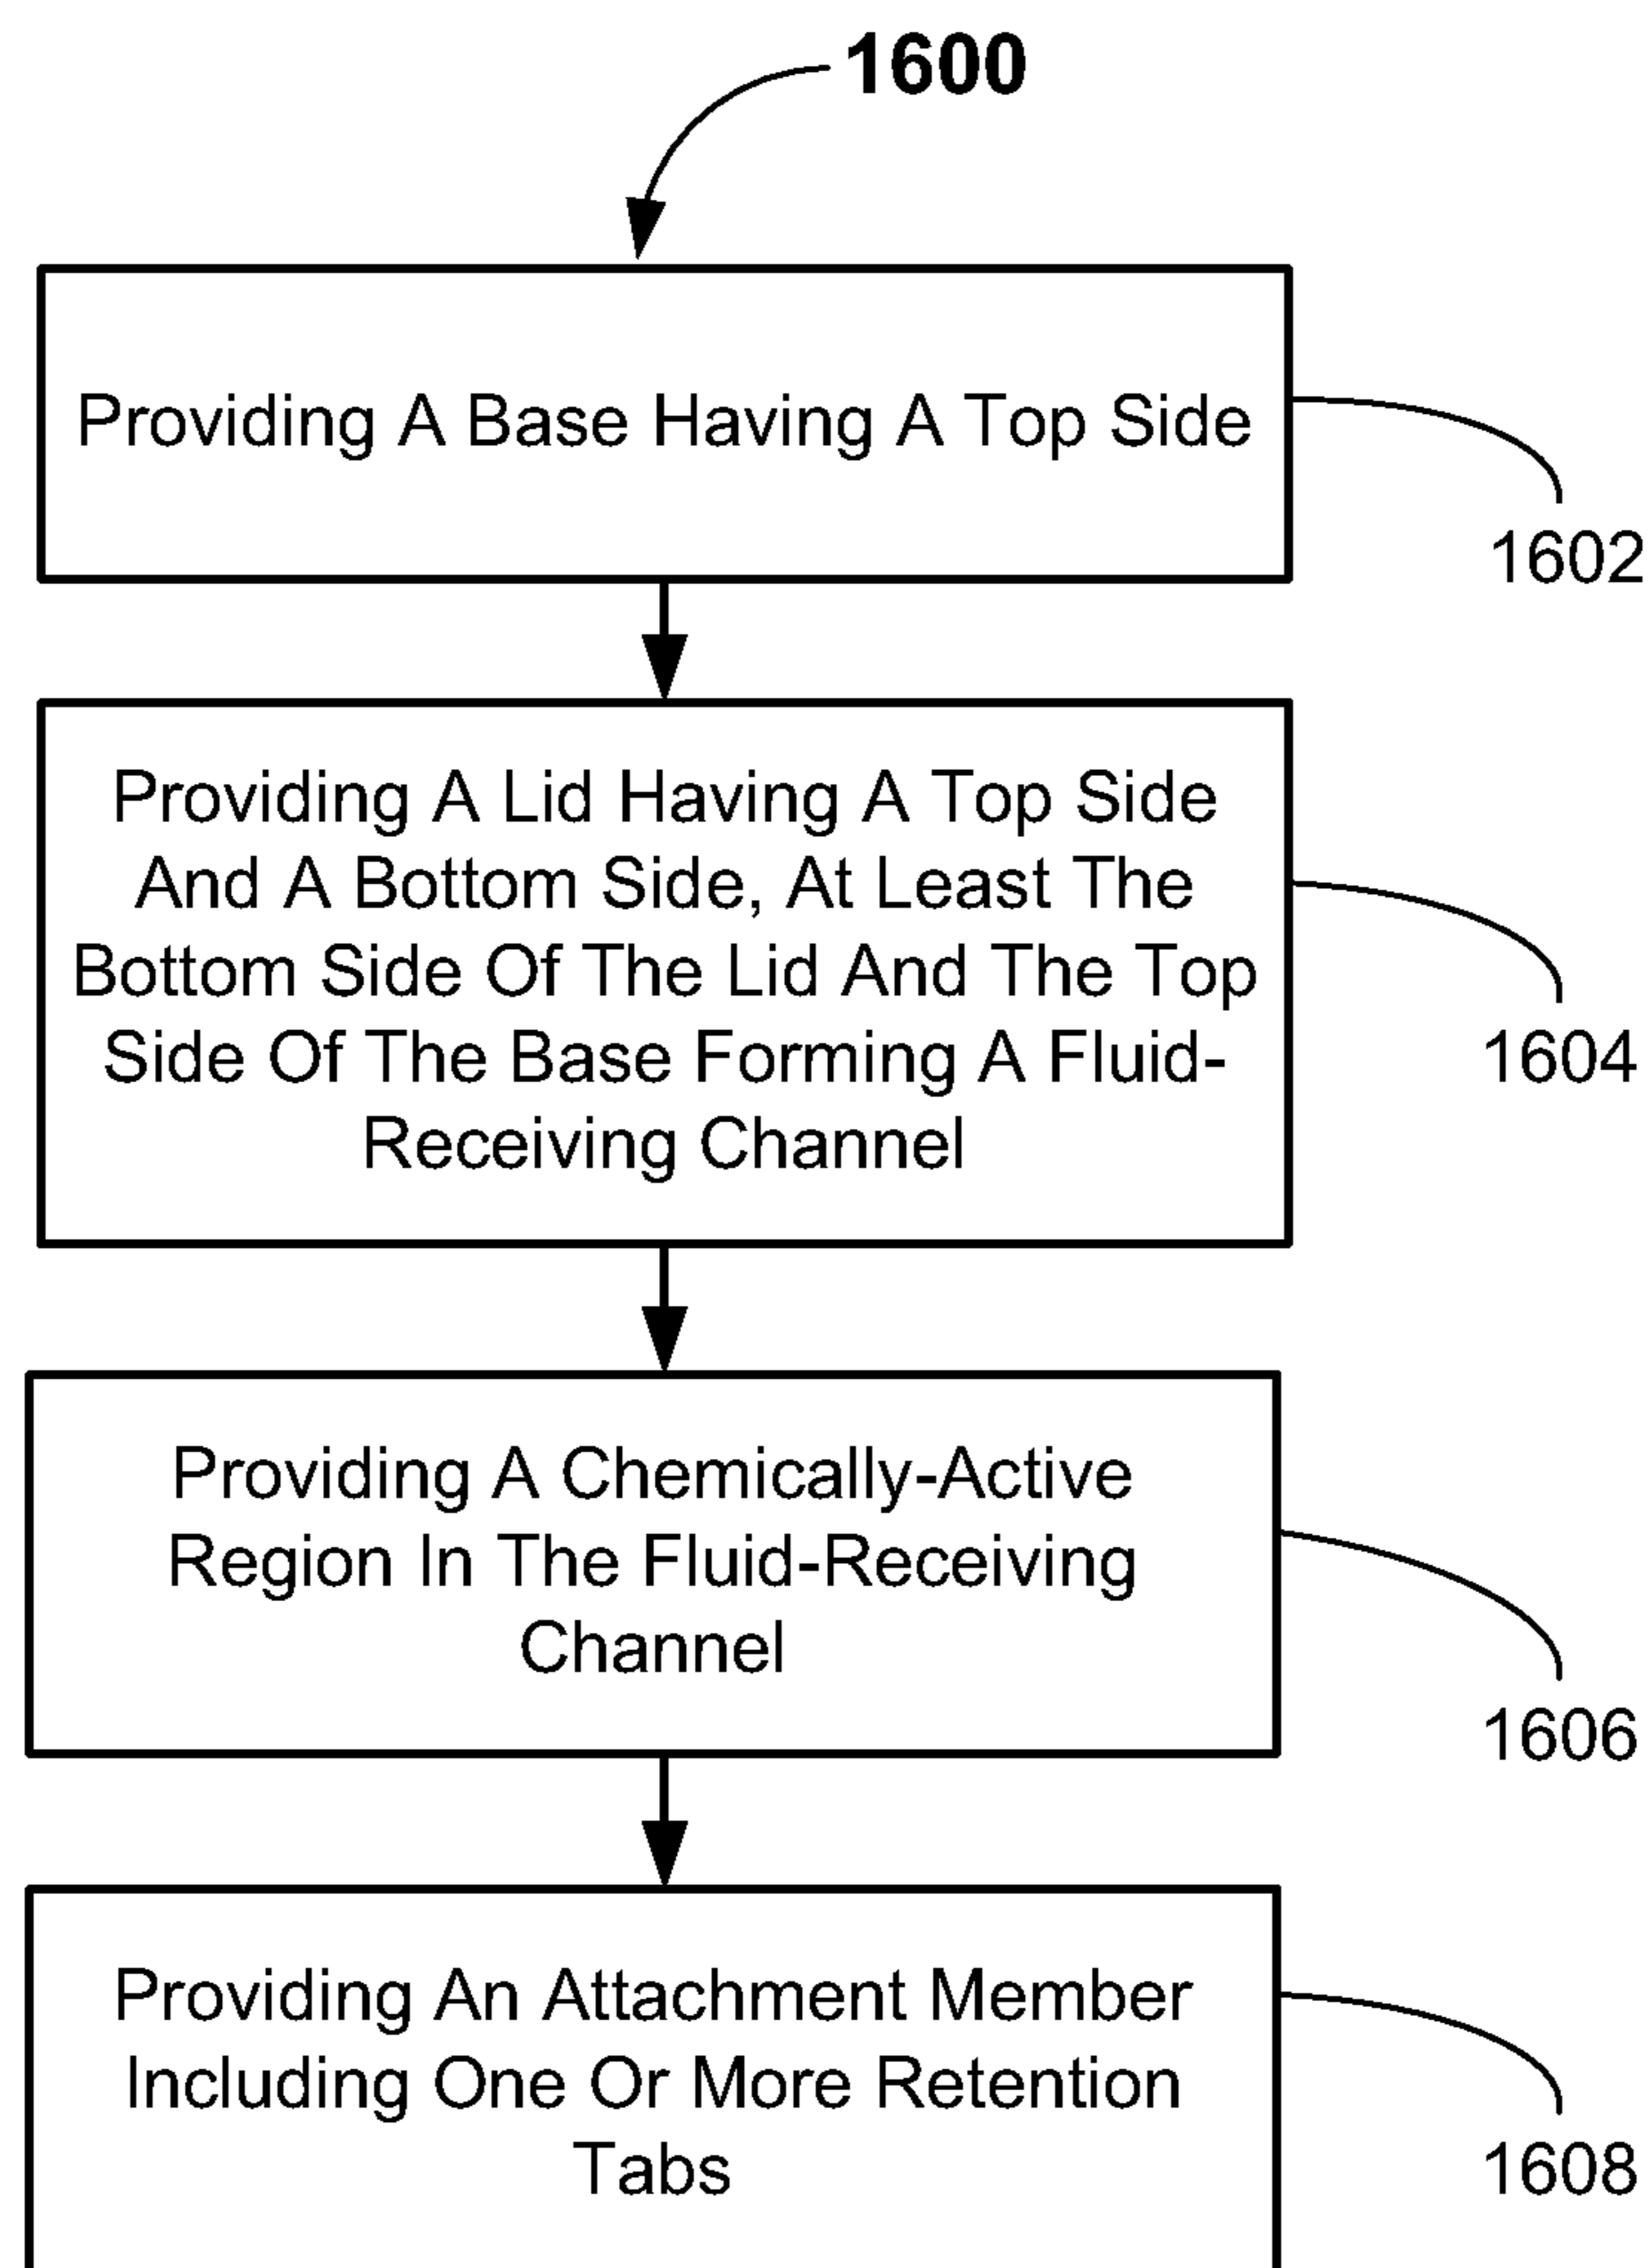 1600
Providing A Base Having A Top Side
1602
Providing A Lid Having A Top Side
And A Bottom Side, At Least The
Bottom Side Of The Lid And The Top
Side Of The Base Forming A Fluid-
Receiving Channel
1604
Providing A Chemically-Active
Region In The Fluid-Receiving
Channel
1606
Providing An Attachment Member
Including One Or More Retention
Tabs
1608